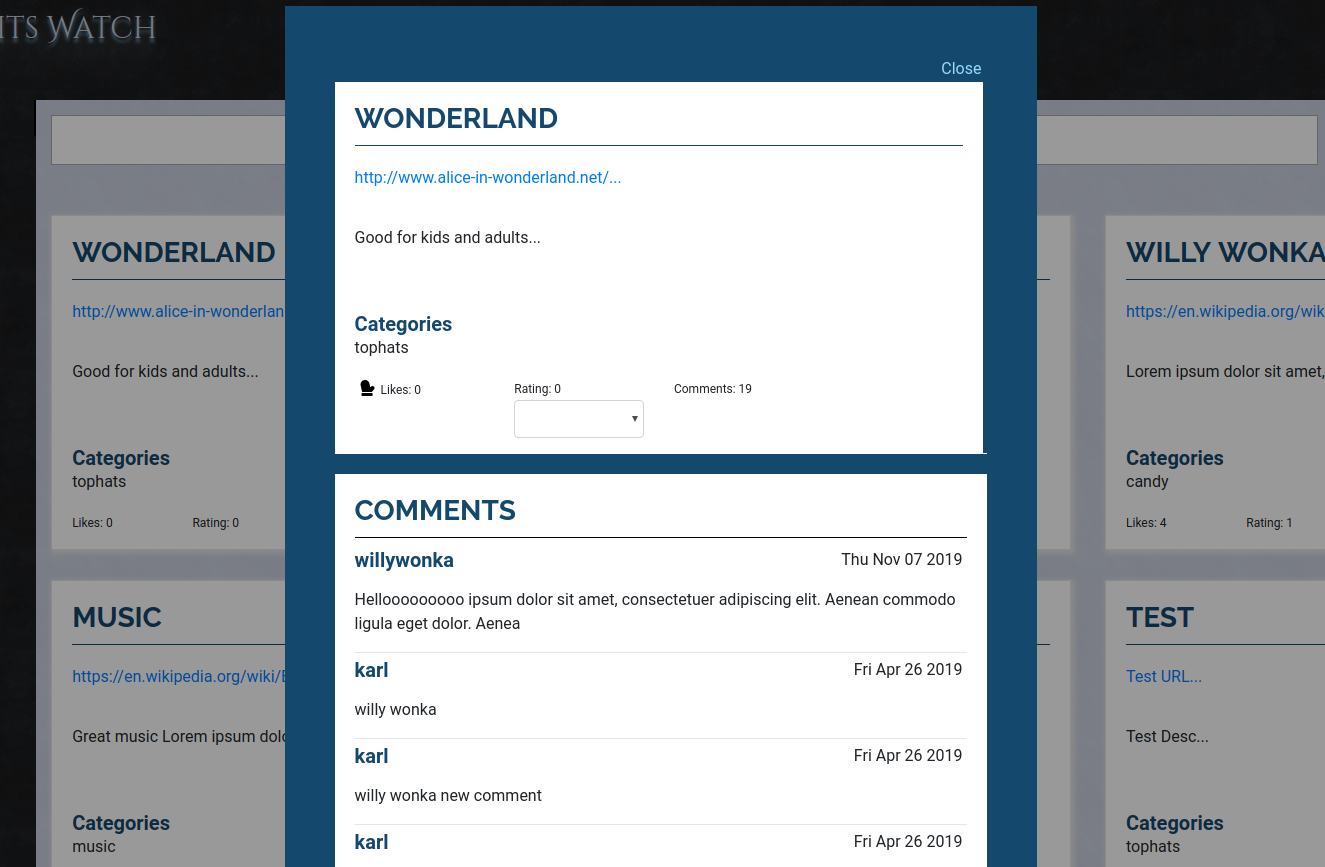 WATCH
Close
WONDERLAND
http://www.alice-in-wonderland.net/...
Good for kids and adults...
Categories
tophats
Likes: 0 Rating: 0 Comments: 19
COMMENTS
willywonka Thu Nov 07 2019
Helloooooooooo ipsum dolor sit amet, consectetuer adipiscing elit. Aenean commodo
ligula eget dolor. Aenea
karl Fri Apr 26 2019
willy wonka
karl Fri Apr 26 2019
willy wonka new comment
karl Fri Apr 26 2019
WONDERLAND
http://www.alice-in-wonderlan
Good for kids and adults...
Categories
tophats
Likes: 0 Rating: 0
WILLY WONKA
https://en.wikipedia.org/wik
Lorem ipsum dolor sit amet,
Categories
candy
Likes: 4 Rating: 1
MUSIC
https://en.wikipedia.org/wiki/
Great music Lorem ipsum dol
Categories
music
TEST
Test URL...
Test Desc...
Categories
tophats